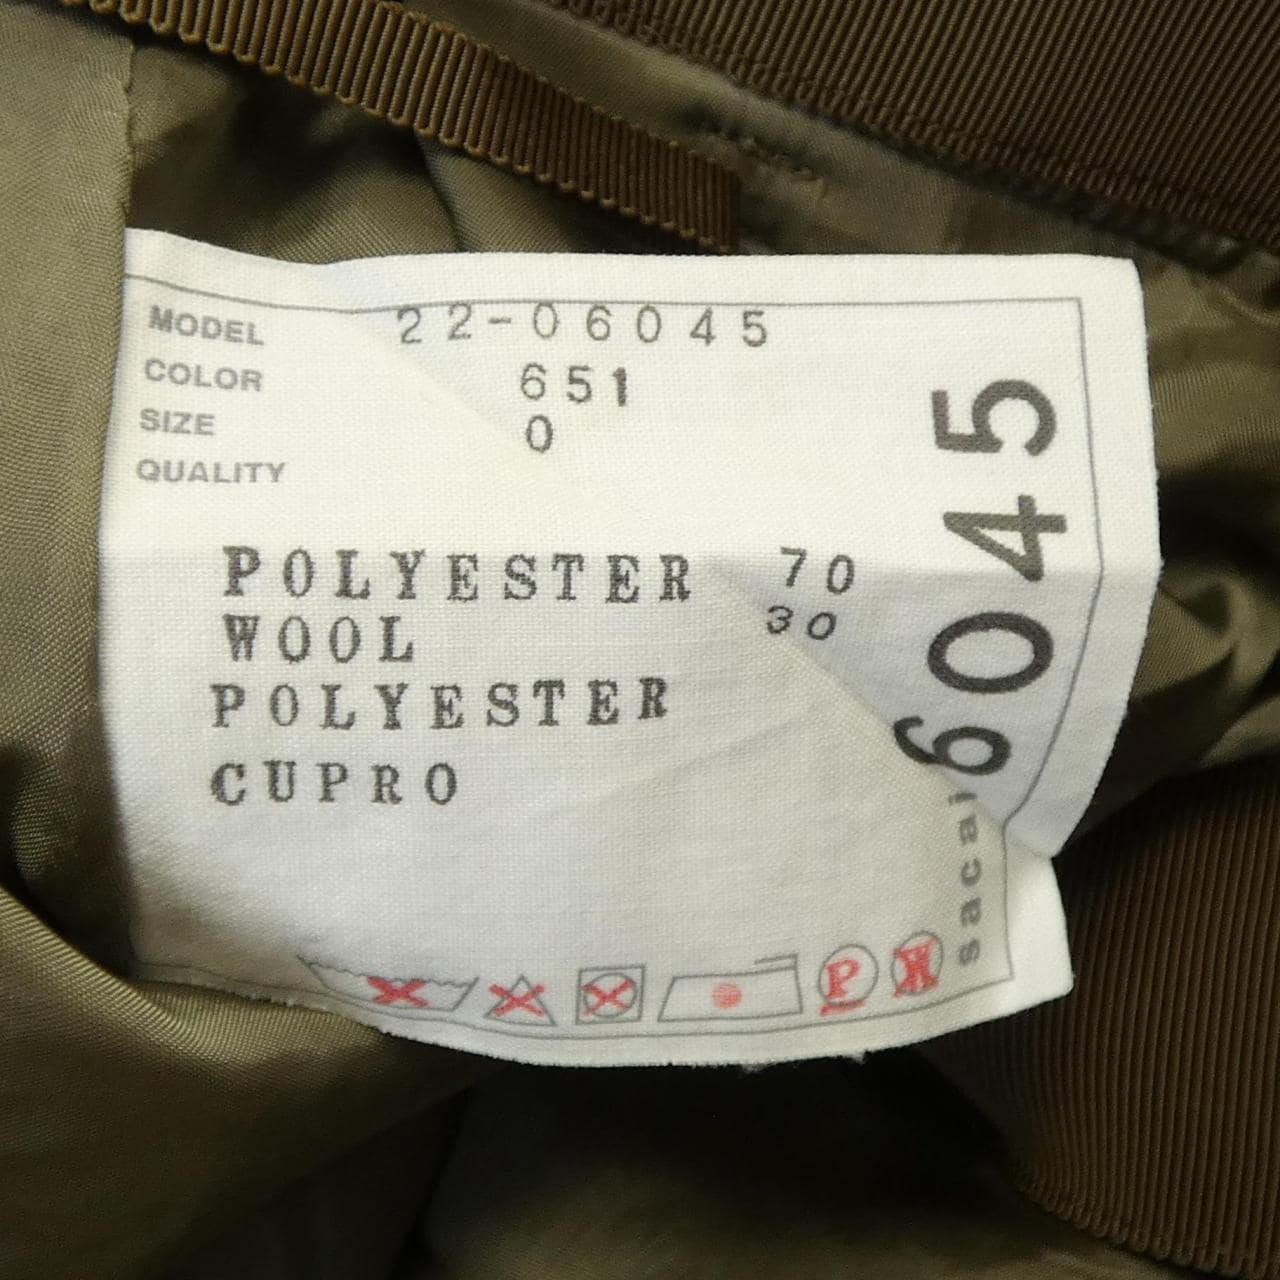 MODEL 22-06045
COLOR 651
SIZE 0
QUALITY
POLYESTER 70
WOOL 30
POLYESTER
CUPRO
sacai 6045
P
W